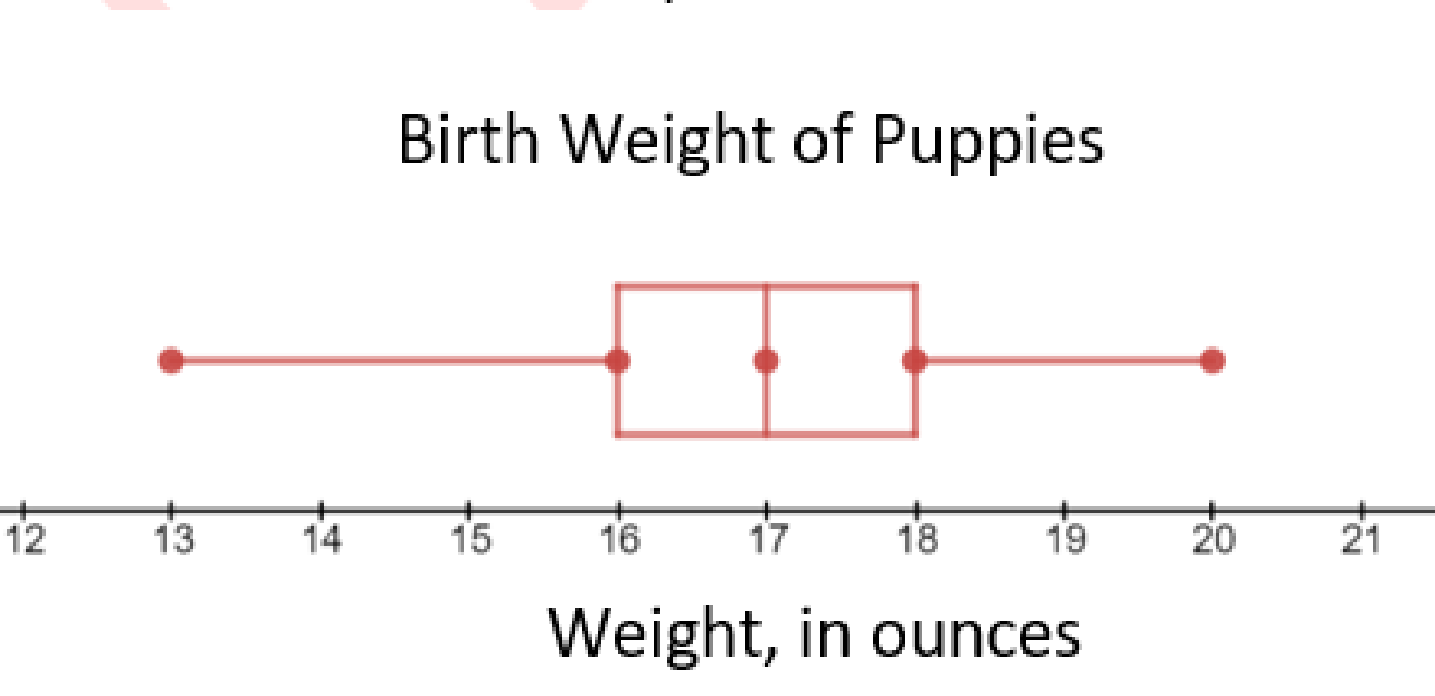 Birth Weight of Puppies
12 13 14 15 16 17 18 19 20 21
Weight, in ounces